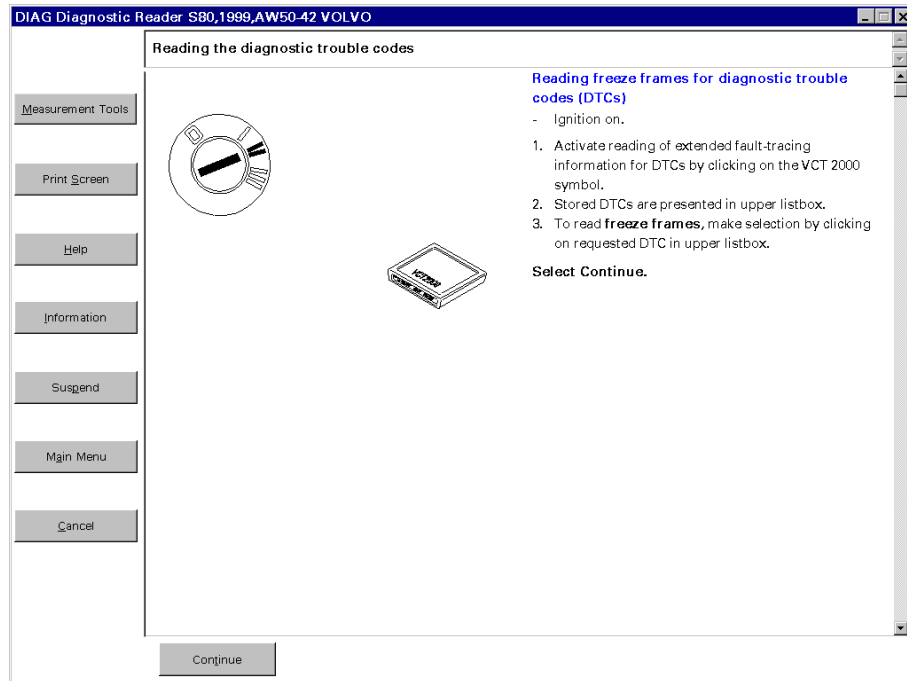 DIAG Diagnostic Reader S80,1999,AW50-42 VOLVO
Reading the diagnostic trouble codes
Measurement Tools
Print Screen
Help
Information
Suspend
Main Menu
Cancel
VCT2000
Reading freeze frames for diagnostic trouble
codes (DTCs)
- Ignition on.
1. Activate reading of extended fault-tracing
information for DTCs by clicking on the VCT 2000
symbol.
2. Stored DTCs are presented in upper listbox.
3. To read freeze frames, make selection by clicking
on requested DTC in upper listbox.
Select Continue.
Continue